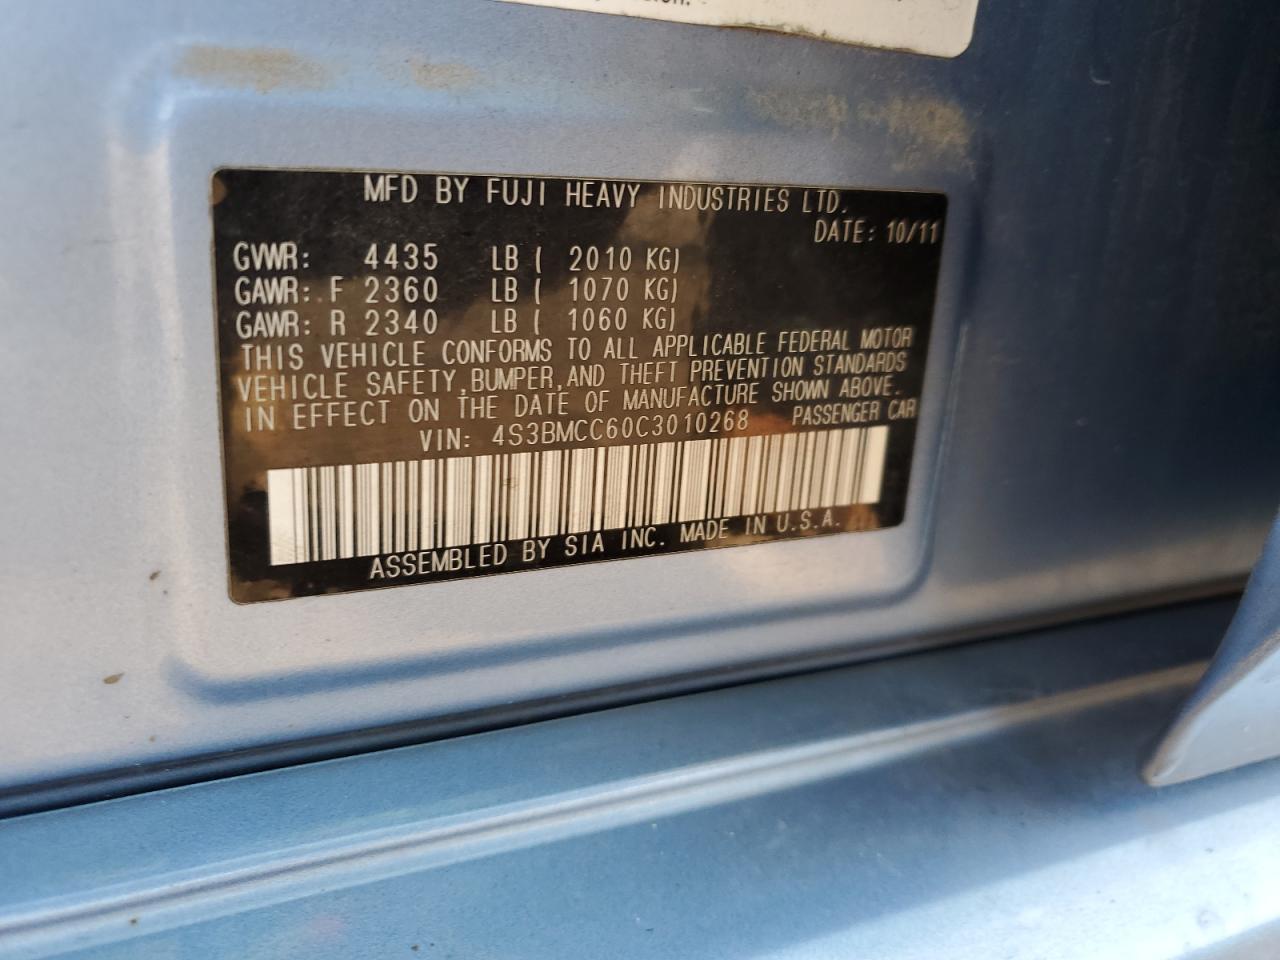 MFD BY FUJI HEAVY INDUSTRIES LTD.
DATE: 10/11
GVWR: 4435 LB ( 2010 KG)
GAWR: F 2360 LB ( 1070 KG)
GAWR: R 2340 LB ( 1060 KG)
THIS VEHICLE CONFORMS TO ALL APPLICABLE FEDERAL MOTOR
VEHICLE SAFETY, BUMPER, AND THEFT PREVENTION STANDARDS
IN EFFECT ON THE DATE OF MANUFACTURE SHOWN ABOVE.
VIN: 4S3BMCC60C3010268 PASSENGER CAR
ASSEMBLED BY SIA INC. MADE IN U.S.A.